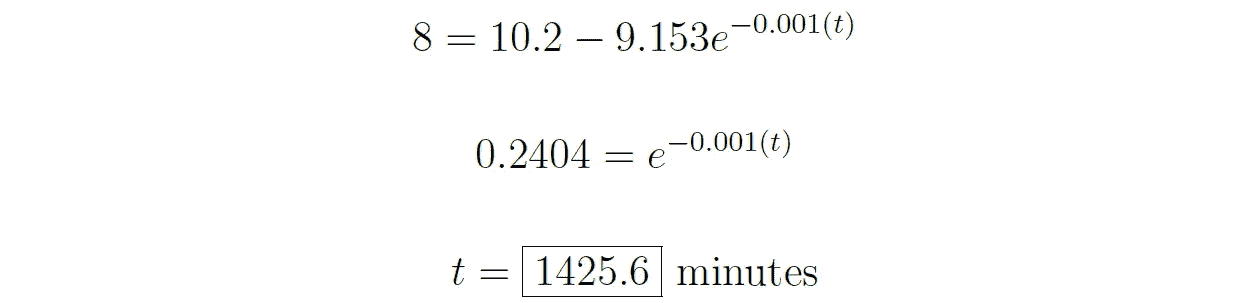 8 = 10.2 − 9.153e^{−0.001(t)}
0.2404 = e^{−0.001(t)}
t = 1425.6 minutes